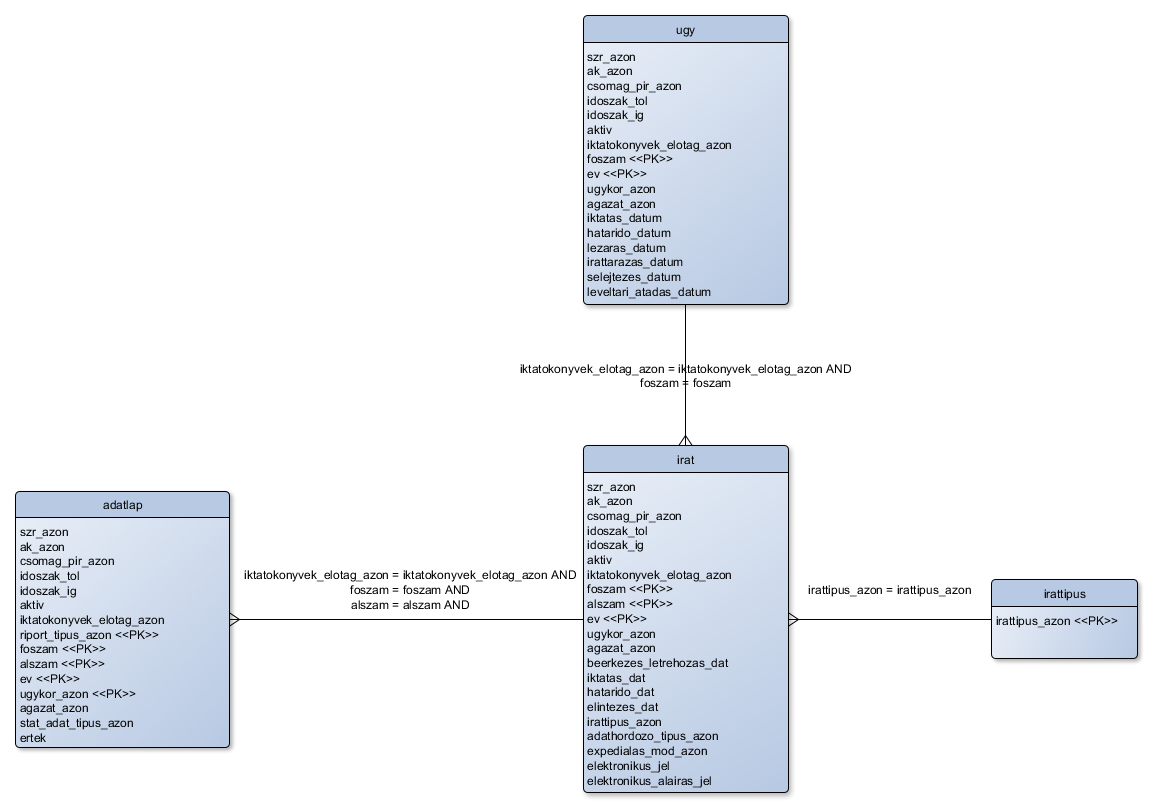 ugy
szr_azon
ak_azon
csomag_pir_azon
idoszak_tol
idoszak_ig
aktiv
iktatokonyvek_elotag_azon
foszam <<PK>>
ev <<PK>>
ugykor_azon
agazat_azon
iktatas_datum
hatarido_datum
lezaras_datum
irattarazas_datum
selejtezes_datum
leveltari_atadas_datum
iktatokonyvek_elotag_azon = iktatokonyvek_elotag_azon AND
foszam = foszam
adatlap
szr_azon
ak_azon
csomag_pir_azon
idoszak_tol
idoszak_ig
aktiv
iktatokonyvek_elotag_azon
riport_tipus_azon <<PK>>
foszam <<PK>>
alszam <<PK>>
ev <<PK>>
ugykor_azon <<PK>>
agazat_azon
stat_adat_tipus_azon
ertek
iktatokonyvek_elotag_azon = iktatokonyvek_elotag_azon AND
foszam = foszam AND
alszam = alszam AND
irat
szr_azon
ak_azon
csomag_pir_azon
idoszak_tol
idoszak_ig
aktiv
iktatokonyvek_elotag_azon
foszam <<PK>>
alszam <<PK>>
ev <<PK>>
ugykor_azon
agazat_azon
beerkezes_letrehozas_dat
iktatas_dat
hatarido_dat
elintezes_dat
irattipus_azon
adathordozo_tipus_azon
expedialas_mod_azon
elektronikus_jel
elektronikus_alairas_jel
irattipus_azon = irattipus_azon
irattipus
irattipus_azon <<PK>>